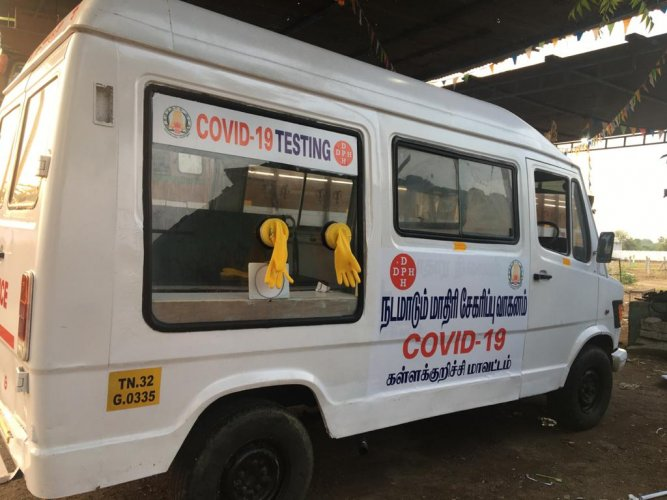 COVID-19 TESTING
D
DPH
H
D
DPH
H
நடமாடும் மாதிரி சேகரிப்பு வாகனம்
COVID-19
கள்ளக்குறிச்சி மாவட்டம்
TN.32
G.0335